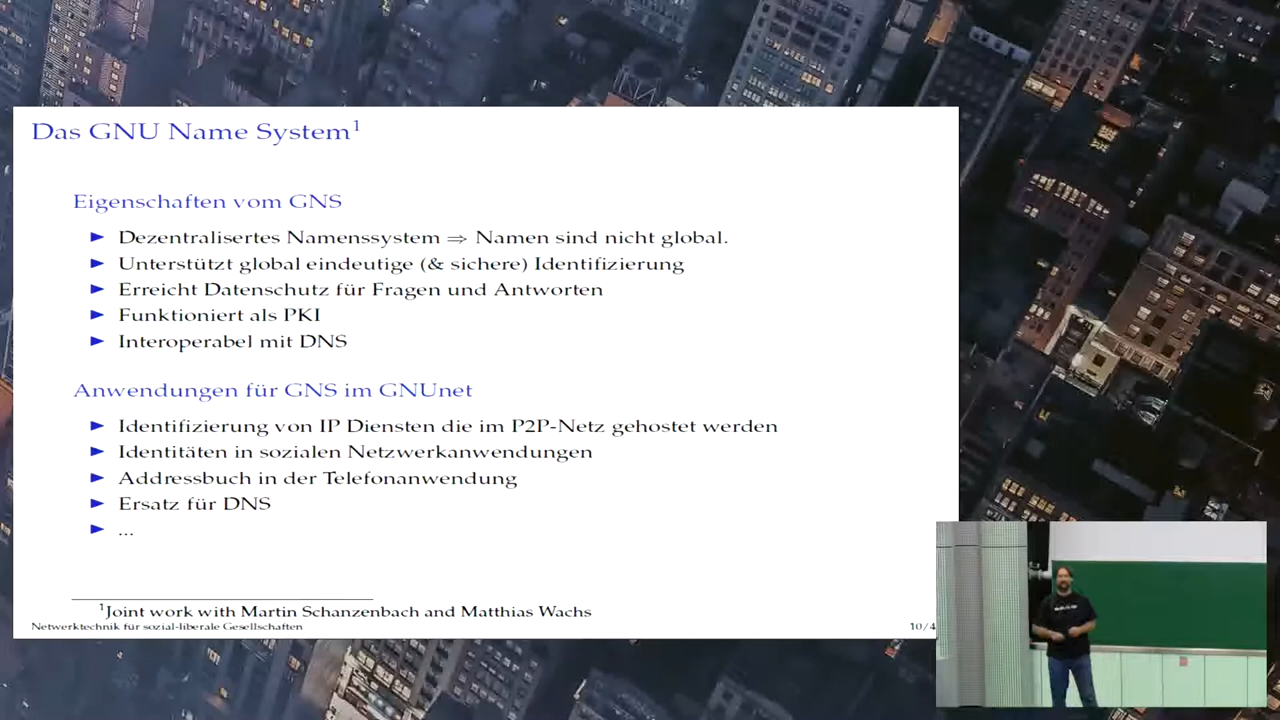 Das GNU Name System¹
Eigenschaften vom GNS
► Dezentralisertes Namenssystem ⇒ Namen sind nicht global.
► Unterstützt global eindeutige (& sichere) Identifizierung
► Erreicht Datenschutz für Fragen und Antworten
► Funktioniert als PKI
► Interoperabel mit DNS
Anwendungen für GNS im GNUnet
► Identifizierung von IP Diensten die im P2P-Netz gehostet werden
► Identitäten in sozialen Netzwerkanwendungen
► Addressbuch in der Telefonanwendung
► Ersatz für DNS
► ...
¹Joint work with Martin Schanzenbach and Matthias Wachs
Netwerktechnik für sozial-liberale Gesellschaften
10/4